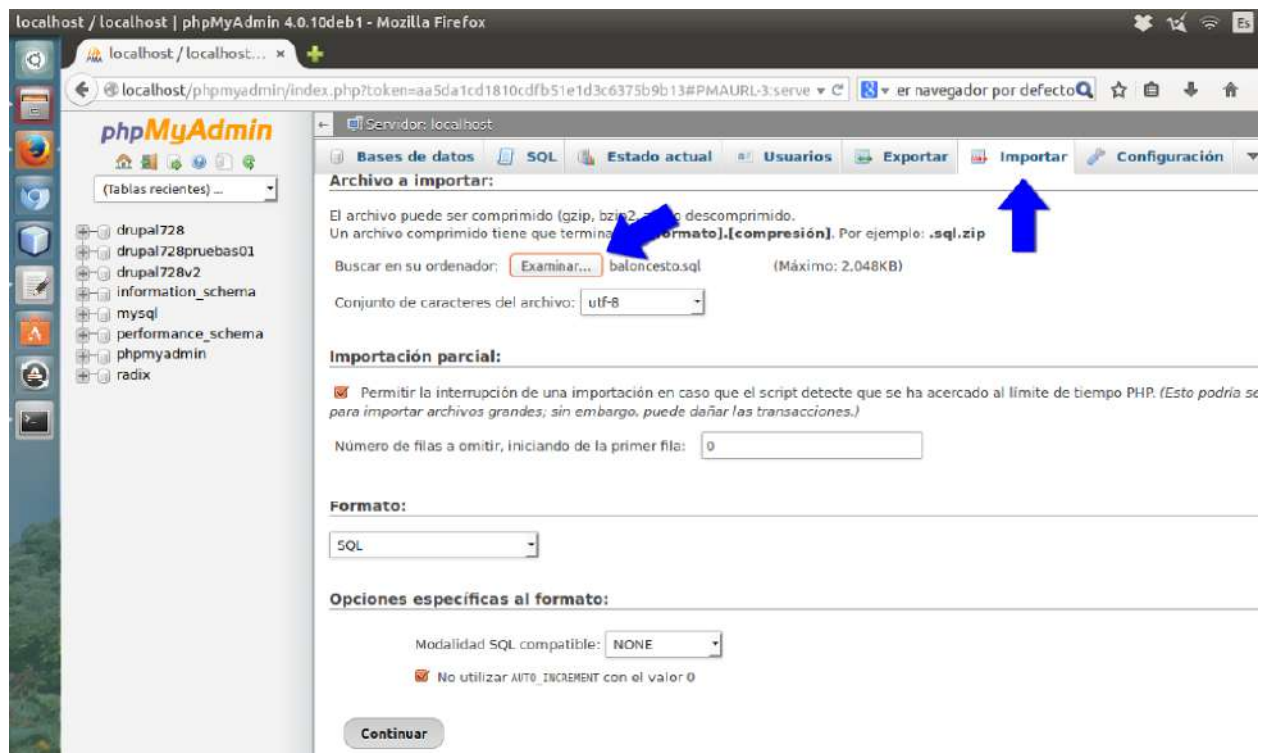 localhost / localhost | phpMyAdmin 4.0.10deb1 - Mozilla Firefox
Es
localhost / localhost...
localhost/phpmyadmin/index.php?token=aa5da1cd1810cdfb51e1d3c6375b9b13#PMAURL-3:serve
er navegador por defecto
phpMyAdmin
(Tablas recientes) ...
drupal728
drupal728pruebas01
drupal728v2
information_schema
mysql
performance_schema
phpmyadmin
radix
Servidor: localhost
Bases de datos SQL Estado actual Usuarios Exportar Importar Configuración
Archivo a importar:
El archivo puede ser comprimido (gzip, bzip2, descomprimido.
Un archivo comprimido tiene que termina .[compresión]. Por ejemplo: .sql.zip
Buscar en su ordenador: Examinar... baloncesto.sql (Máximo: 2,048KB)
Conjunto de caracteres del archivo: utf-8
Importación parcial:
Permitir la interrupción de una importación en caso que el script detecte que se ha acercado al límite de tiempo PHP. (Esto podría se
para importar archivos grandes; sin embargo, puede dañar las transacciones.)
Número de filas a omitir, iniciando de la primer fila: 0
Formato:
SQL
Opciones específicas al formato:
Modalidad SQL compatible: NONE
No utilizar AUTO_INCREMENT con el valor 0
Continuar